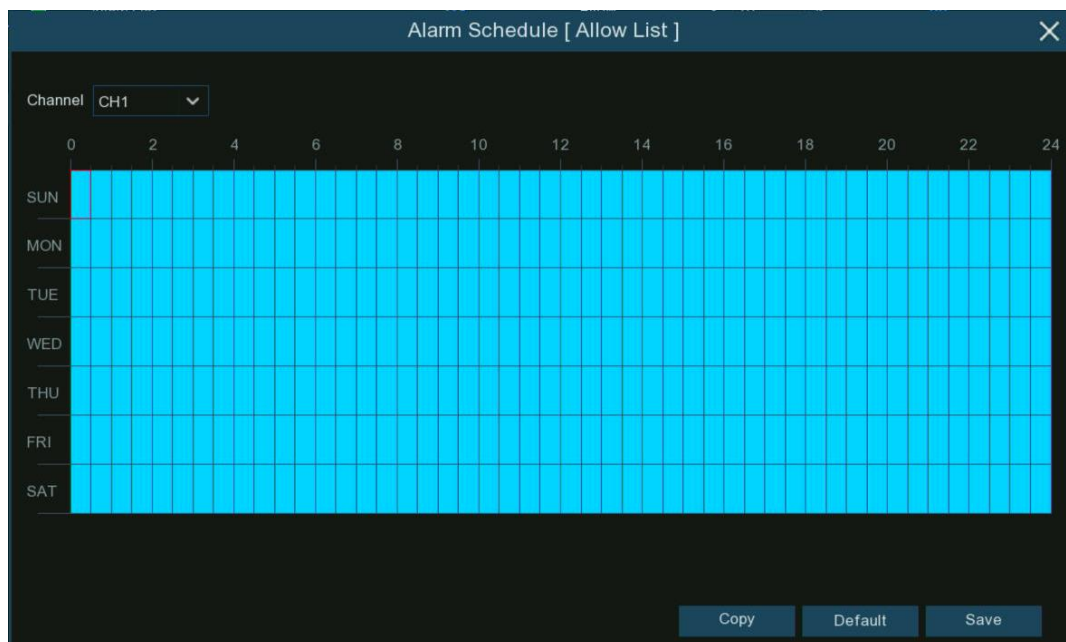 Alarm Schedule [ Allow List ]
Channel CH1
0 2 4 6 8 10 12 14 16 18 20 22 24
SUN
MON
TUE
WED
THU
FRI
SAT
Copy Default Save